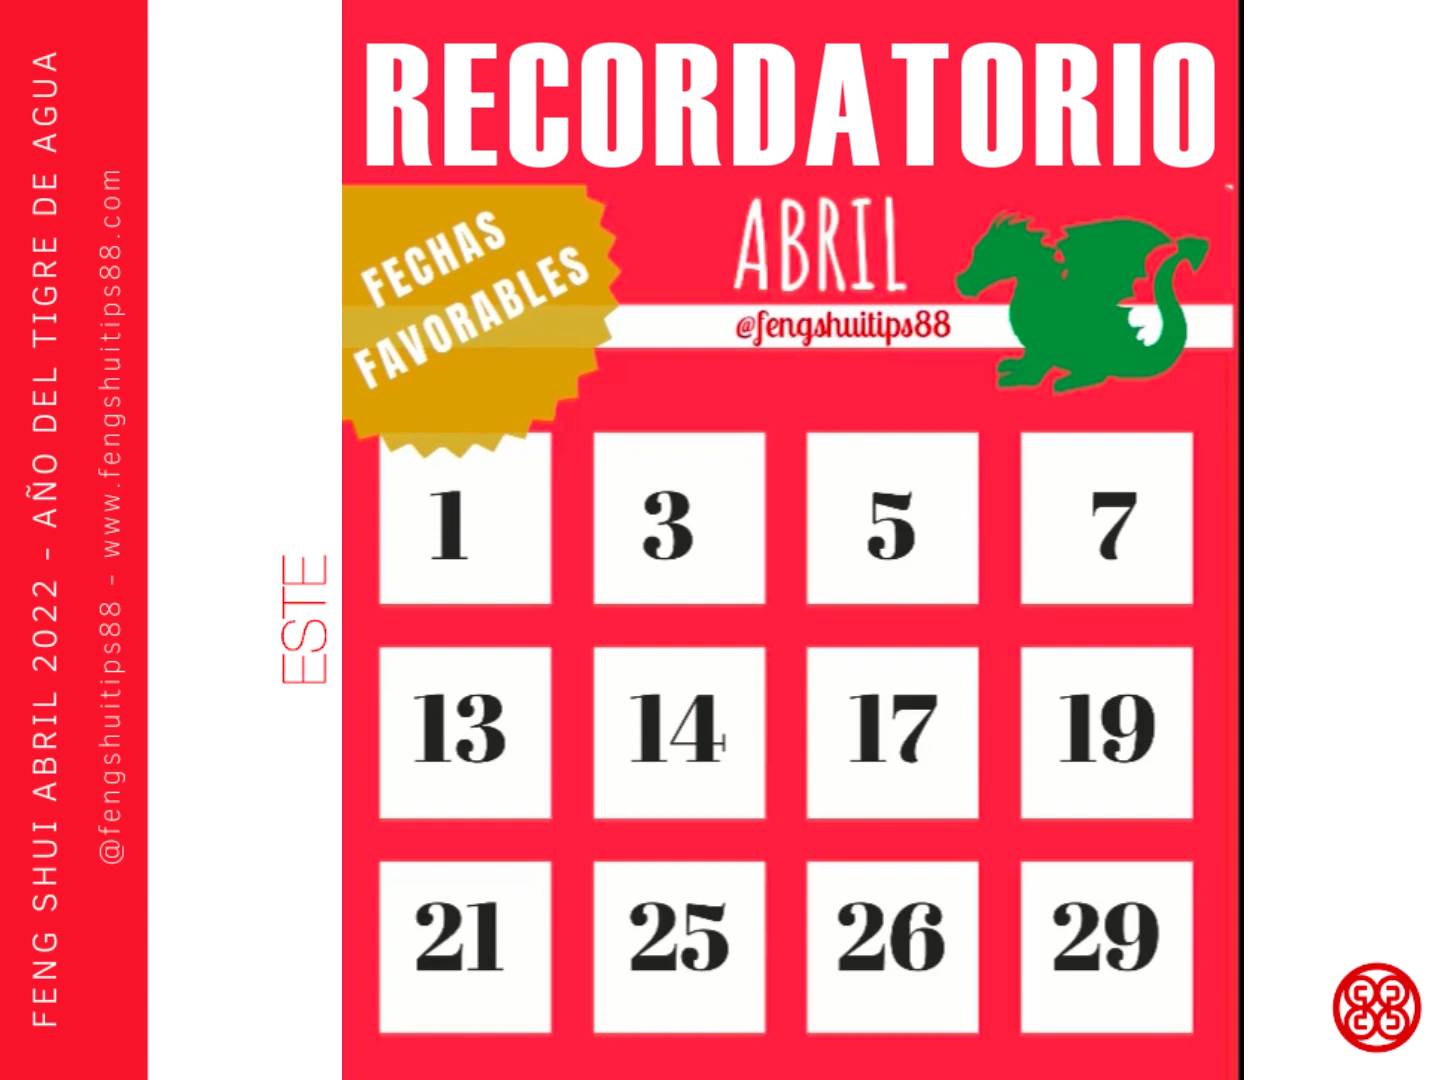 FENG SHUI ABRIL 2022 - AÑO DEL TIGRE DE AGUA
@fengshuitips88 - www.fengshuitips88.com
ESTE
RECORDATORIO
FECHAS
FAVORABLES
ABRIL
@fengshuitips88
1 3 5 7
13 14 17 19
21 25 26 29